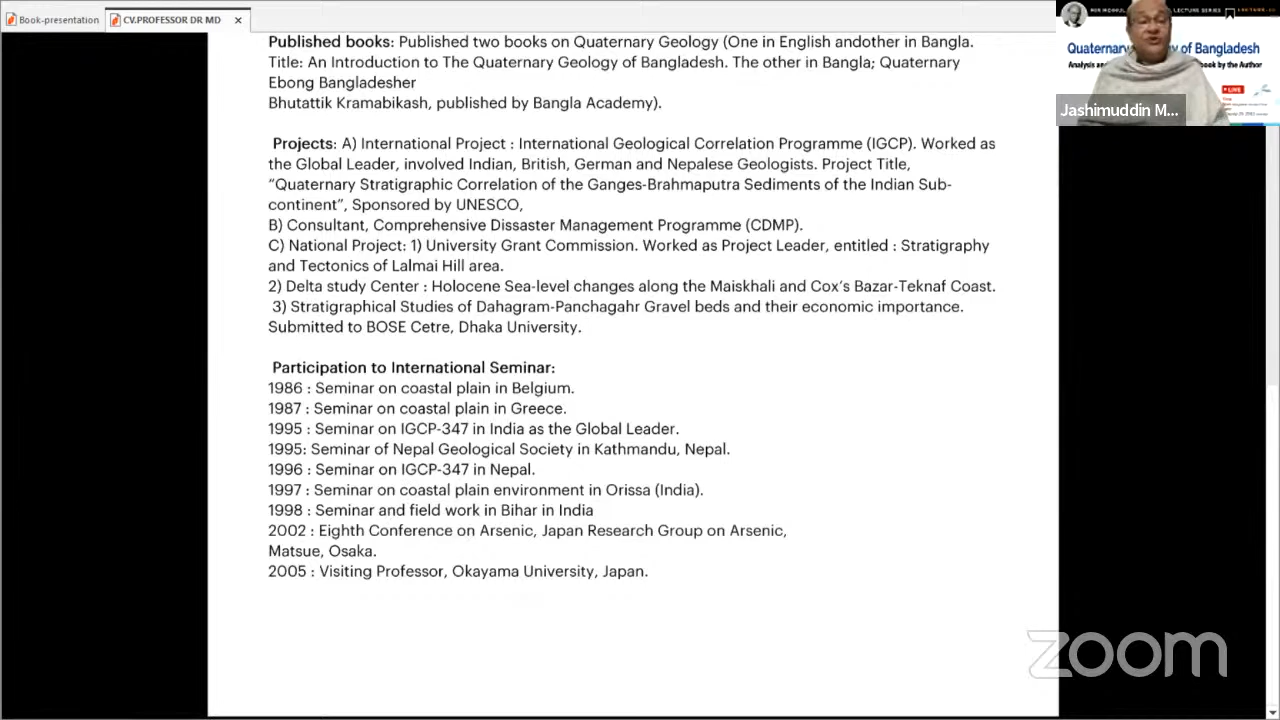 Book-presentation
CV.PROFESSOR DR MD
Published books: Published two books on Quaternary Geology (One in English andother in Bangla.
Title: An Introduction to The Quaternary Geology of Bangladesh. The other in Bangla; Quaternary
Ebong Bangladesher
Bhutattik Kramabikash, published by Bangla Academy).
Projects: A) International Project : International Geological Correlation Programme (IGCP). Worked as
the Global Leader, involved Indian, British, German and Nepalese Geologists. Project Title,
“Quaternary Stratigraphic Correlation of the Ganges-Brahmaputra Sediments of the Indian Sub-
continent”, Sponsored by UNESCO,
B) Consultant, Comprehensive Disaster Management Programme (CDMP).
C) National Project: 1) University Grant Commission. Worked as Project Leader, entitled : Stratigraphy
and Tectonics of Lalmai Hill area.
2) Delta study Center : Holocene Sea-level changes along the Maiskhali and Cox’s Bazar-Teknaf Coast.
3) Stratigraphical Studies of Dahagram-Panchagahr Gravel beds and their economic importance.
Submitted to BOSE Cetre, Dhaka University.
Participation to International Seminar:
1986 : Seminar on coastal plain in Belgium.
1987 : Seminar on coastal plain in Greece.
1995 : Seminar on IGCP-347 in India as the Global Leader.
1995: Seminar of Nepal Geological Society in Kathmandu, Nepal.
1996 : Seminar on IGCP-347 in Nepal.
1997 : Seminar on coastal plain environment in Orissa (India).
1998 : Seminar and field work in Bihar in India
2002 : Eighth Conference on Arsenic, Japan Research Group on Arsenic,
Matsue, Osaka.
2005 : Visiting Professor, Okayama University, Japan.
LECTURE SERIES
Quaternary of Bangladesh
Analysis and book by the Author
LIVE
Jashimuddin M...
zoom